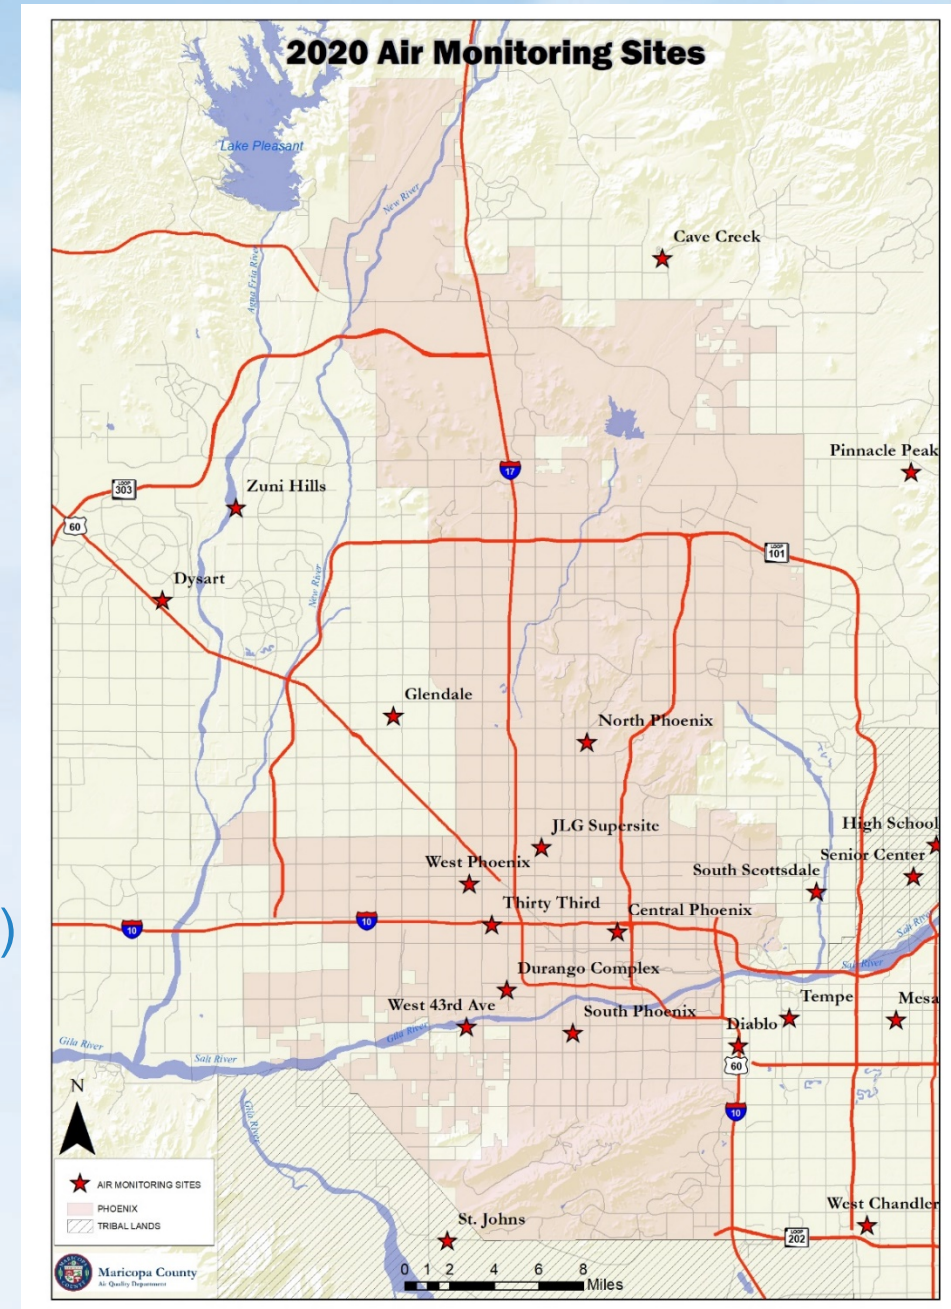 2020 Air Monitoring Sites
Lake Pleasant
New River
Cave Creek
Agua Fria River
Pinnacle Peak
17
Zuni Hills
LOOP 303
60
LOOP 101
Dysart
New River
Glendale
North Phoenix
JLG Supersite
High School
West Phoenix
Senior Center
South Scottsdale
Thirty Third
Central Phoenix
10
10
)
Salt River
Salt River
Durango Complex
West 43rd Ave
South Phoenix
Tempe
Mesa
Diablo
Gila River
Gila River
Salt River
60
N
10
Gila River
AIR MONITORING SITES
PHOENIX
TRIBAL LANDS
St. Johns
West Chandler
LOOP 202
MARICOPA COUNTY
Maricopa County
Air Quality Department
0 1 2 4 6 8
Miles